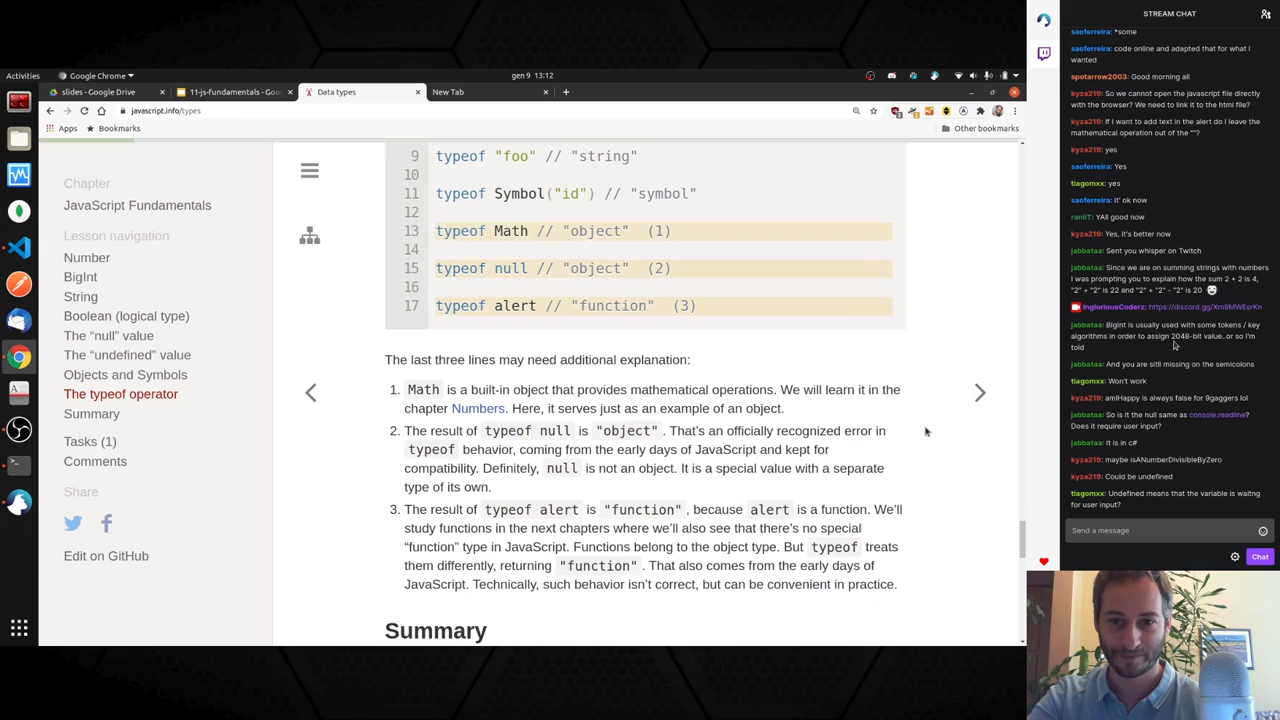 Activities
Google Chrome
gen 9 13:12
slides - Google Drive
11-js-fundamentals - Goo
Data types
New Tab
javascript.info/types
Apps
Bookmarks
Other bookmarks
Chapter
JavaScript Fundamentals
Lesson navigation
Number
BigInt
String
Boolean (logical type)
The “null” value
The “undefined” value
Objects and Symbols
The typeof operator
Summary
Tasks (1)
Comments
Share
Edit on GitHub
9 typeof "foo" // "string"
10
11 typeof Symbol("id") // "symbol"
12
13 typeof Math // "object" (1)
14
15 typeof null // "object" (2)
16
17 typeof alert // "function" (3)
The last three lines may need additional explanation:
1. Math is a built-in object that provides mathematical operations. We will learn it in the
chapter Numbers. Here, it serves just as an example of an object.
2. The result of typeof null is "object". That’s an officially recognized error in
typeof behavior, coming from the early days of JavaScript and kept for
compatibility. Definitely, null is not an object. It is a special value with a separate
type of its own.
3. The result of typeof alert is "function", because alert is a function. We’ll
study functions in the next chapters where we’ll also see that there’s no special
“function” type in JavaScript. Functions belong to the object type. But typeof treats
them differently, returning "function". That also comes from the early days of
JavaScript. Technically, such behavior isn’t correct, but can be convenient in practice.
Summary
STREAM CHAT
saoferreira: *some
saoferreira: code online and adapted that for what i
wanted
spotarrow2003: Good morning all
kyza219: So we cannot open the javascript file directly
with the browser? We need to link it to the html file?
kyza219: If I want to add text in the alert do I leave the
mathematical operation out of the ""?
kyza219: yes
saoferreira: Yes
tiagomxx: yes
saoferreira: it' ok now
raniiT: YAll good now
kyza219: Yes, it's better now
jabbataa: Sent you whisper on Twitch
jabbataa: Since we are on summing strings with numbers
I was prompting you to explain how the sum 2 + 2 is 4,
"2" + "2" is 22 and "2" + "2" - "2" is 20
IngloriousCoderz: https://discord.gg/Xm9MWEsrKn
jabbataa: BigInt is usually used with some tokens / key
algorithms in order to assign 2048-bit value..or so I'm
told
jabbataa: And you are sitll missing on the semicolons
tiagomxx: Won't work
kyza219: amIHappy is always false for 9gaggers lol
jabbataa: So is it the null same as console.readline?
Does it require user input?
jabbataa: It is in c#
kyza219: maybe isANumberDivisibleByZero
kyza219: Could be undefined
tiagomxx: Undefined means that the variable is waitng
for user input?
Send a message
Chat